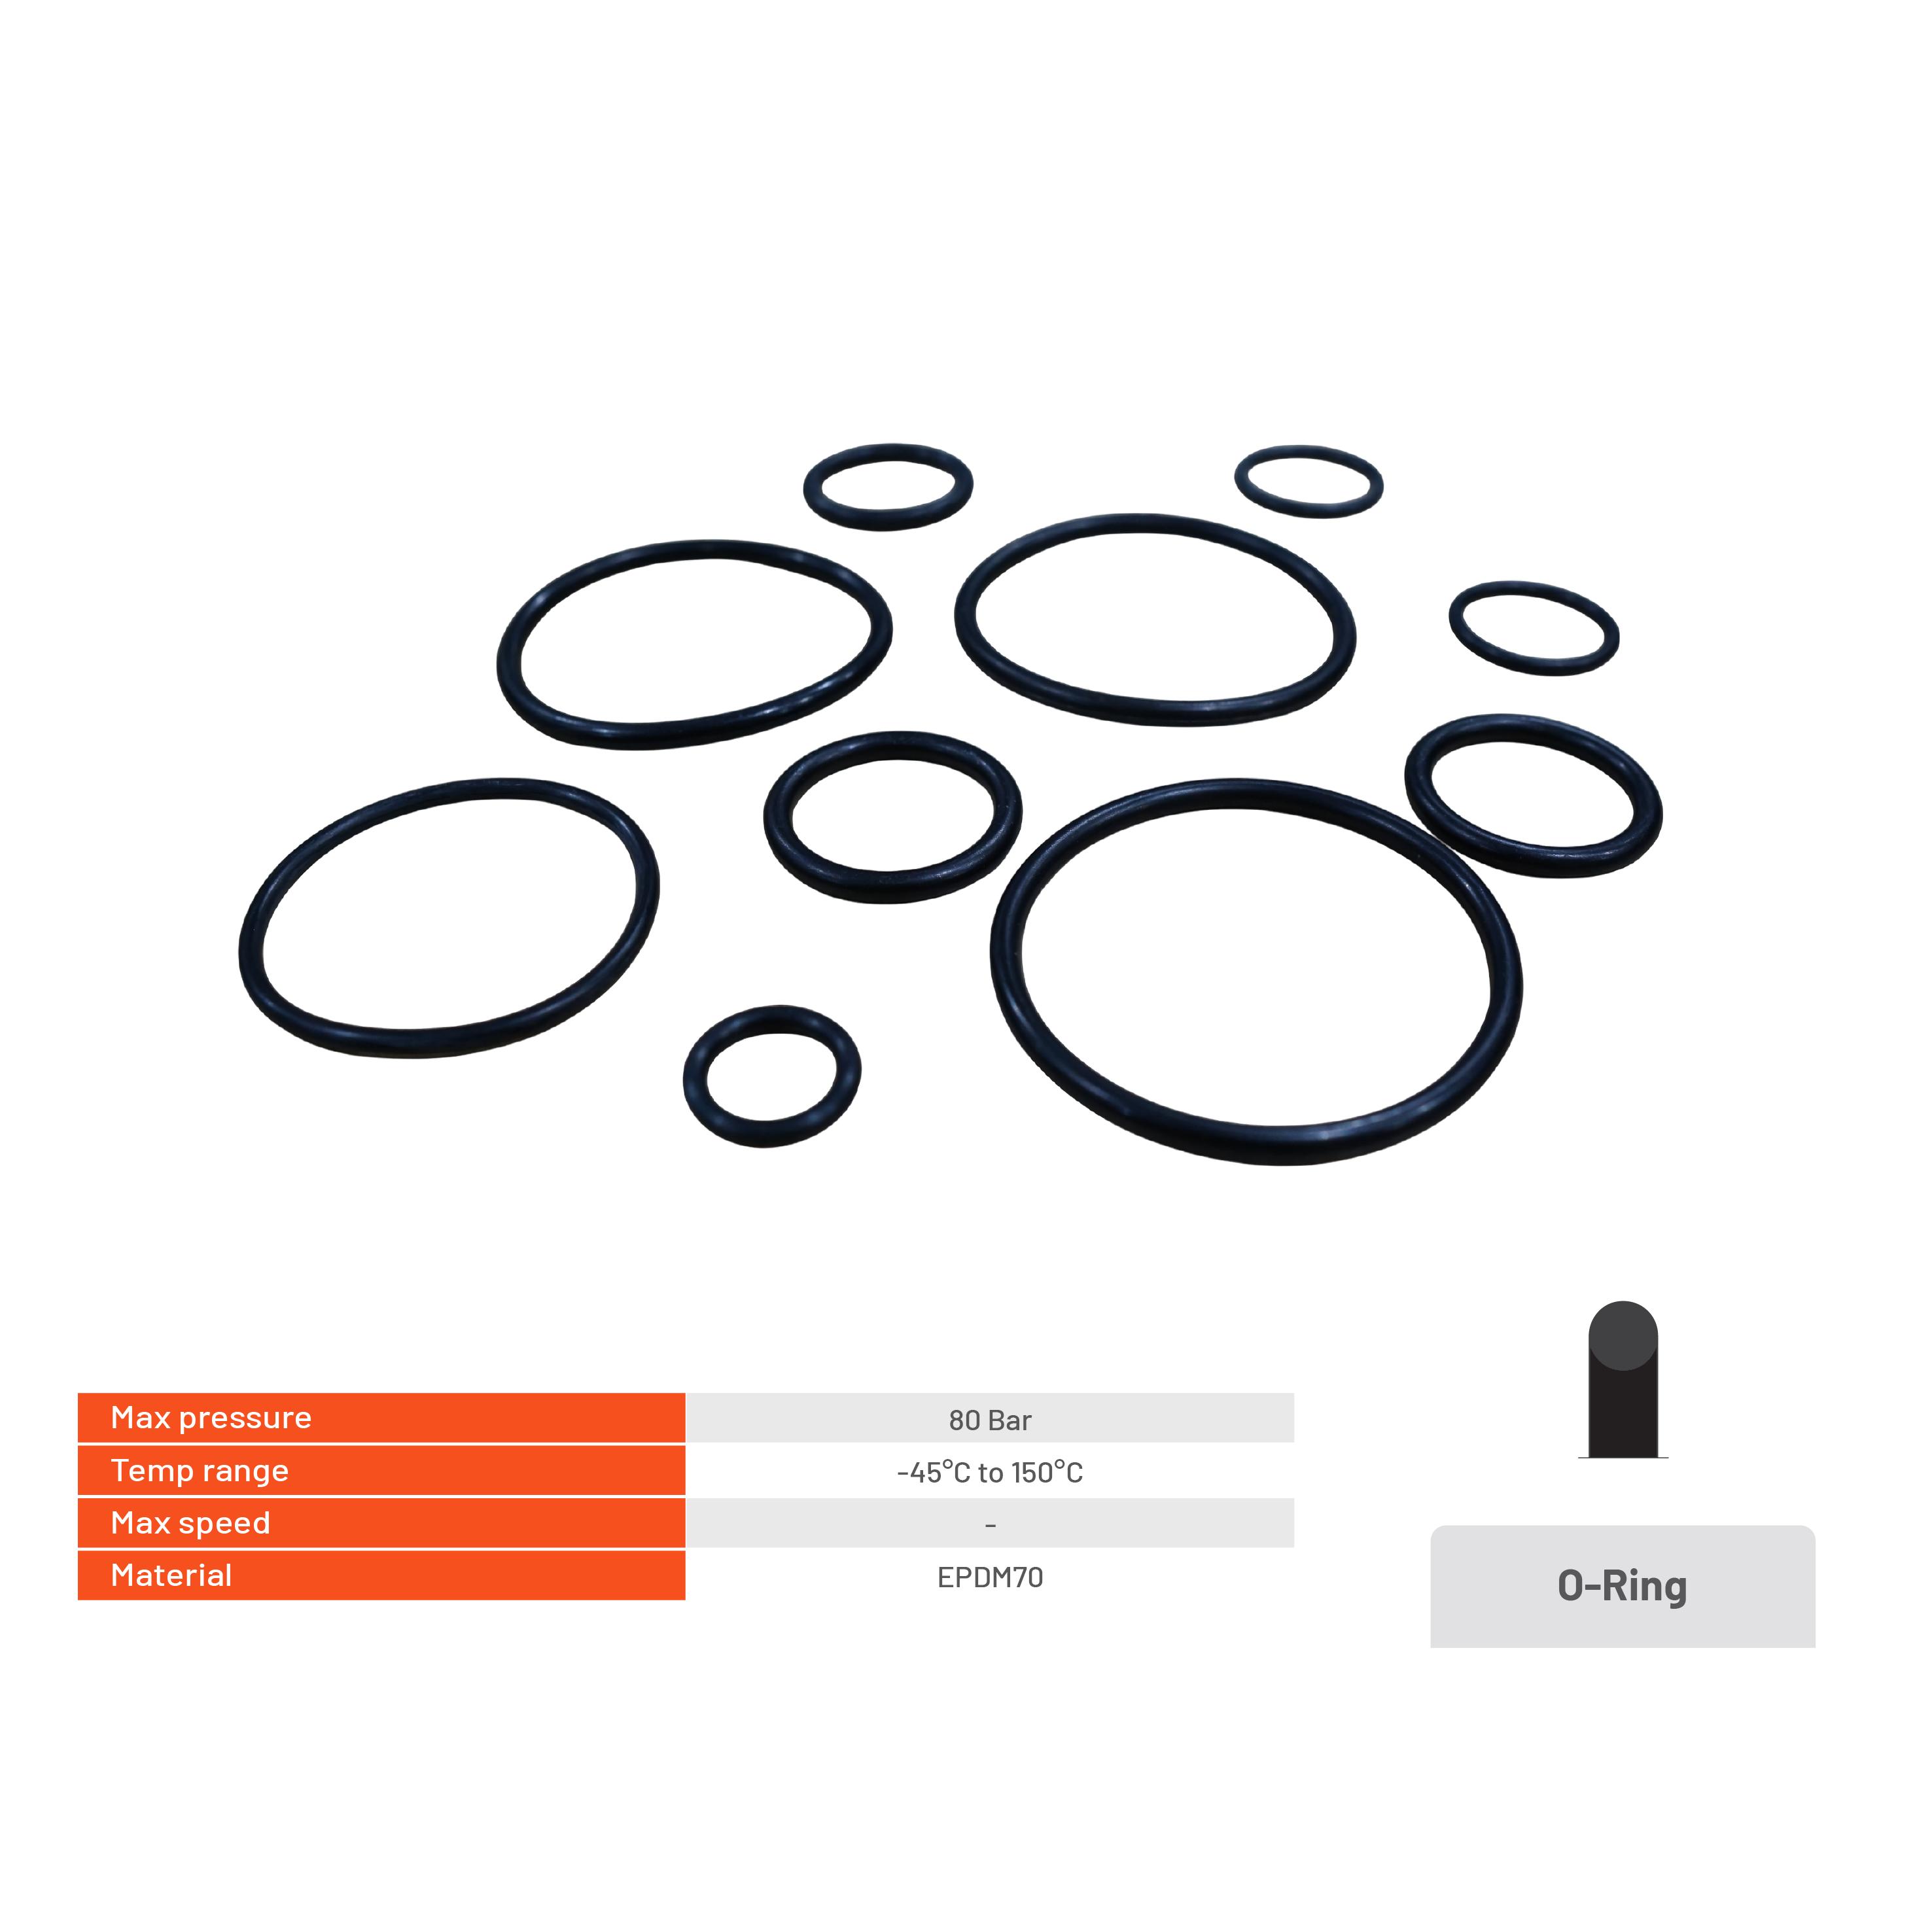 Max pressure 80 Bar
Temp range -45°C to 150°C
Max speed -
Material EPDM70
O-Ring